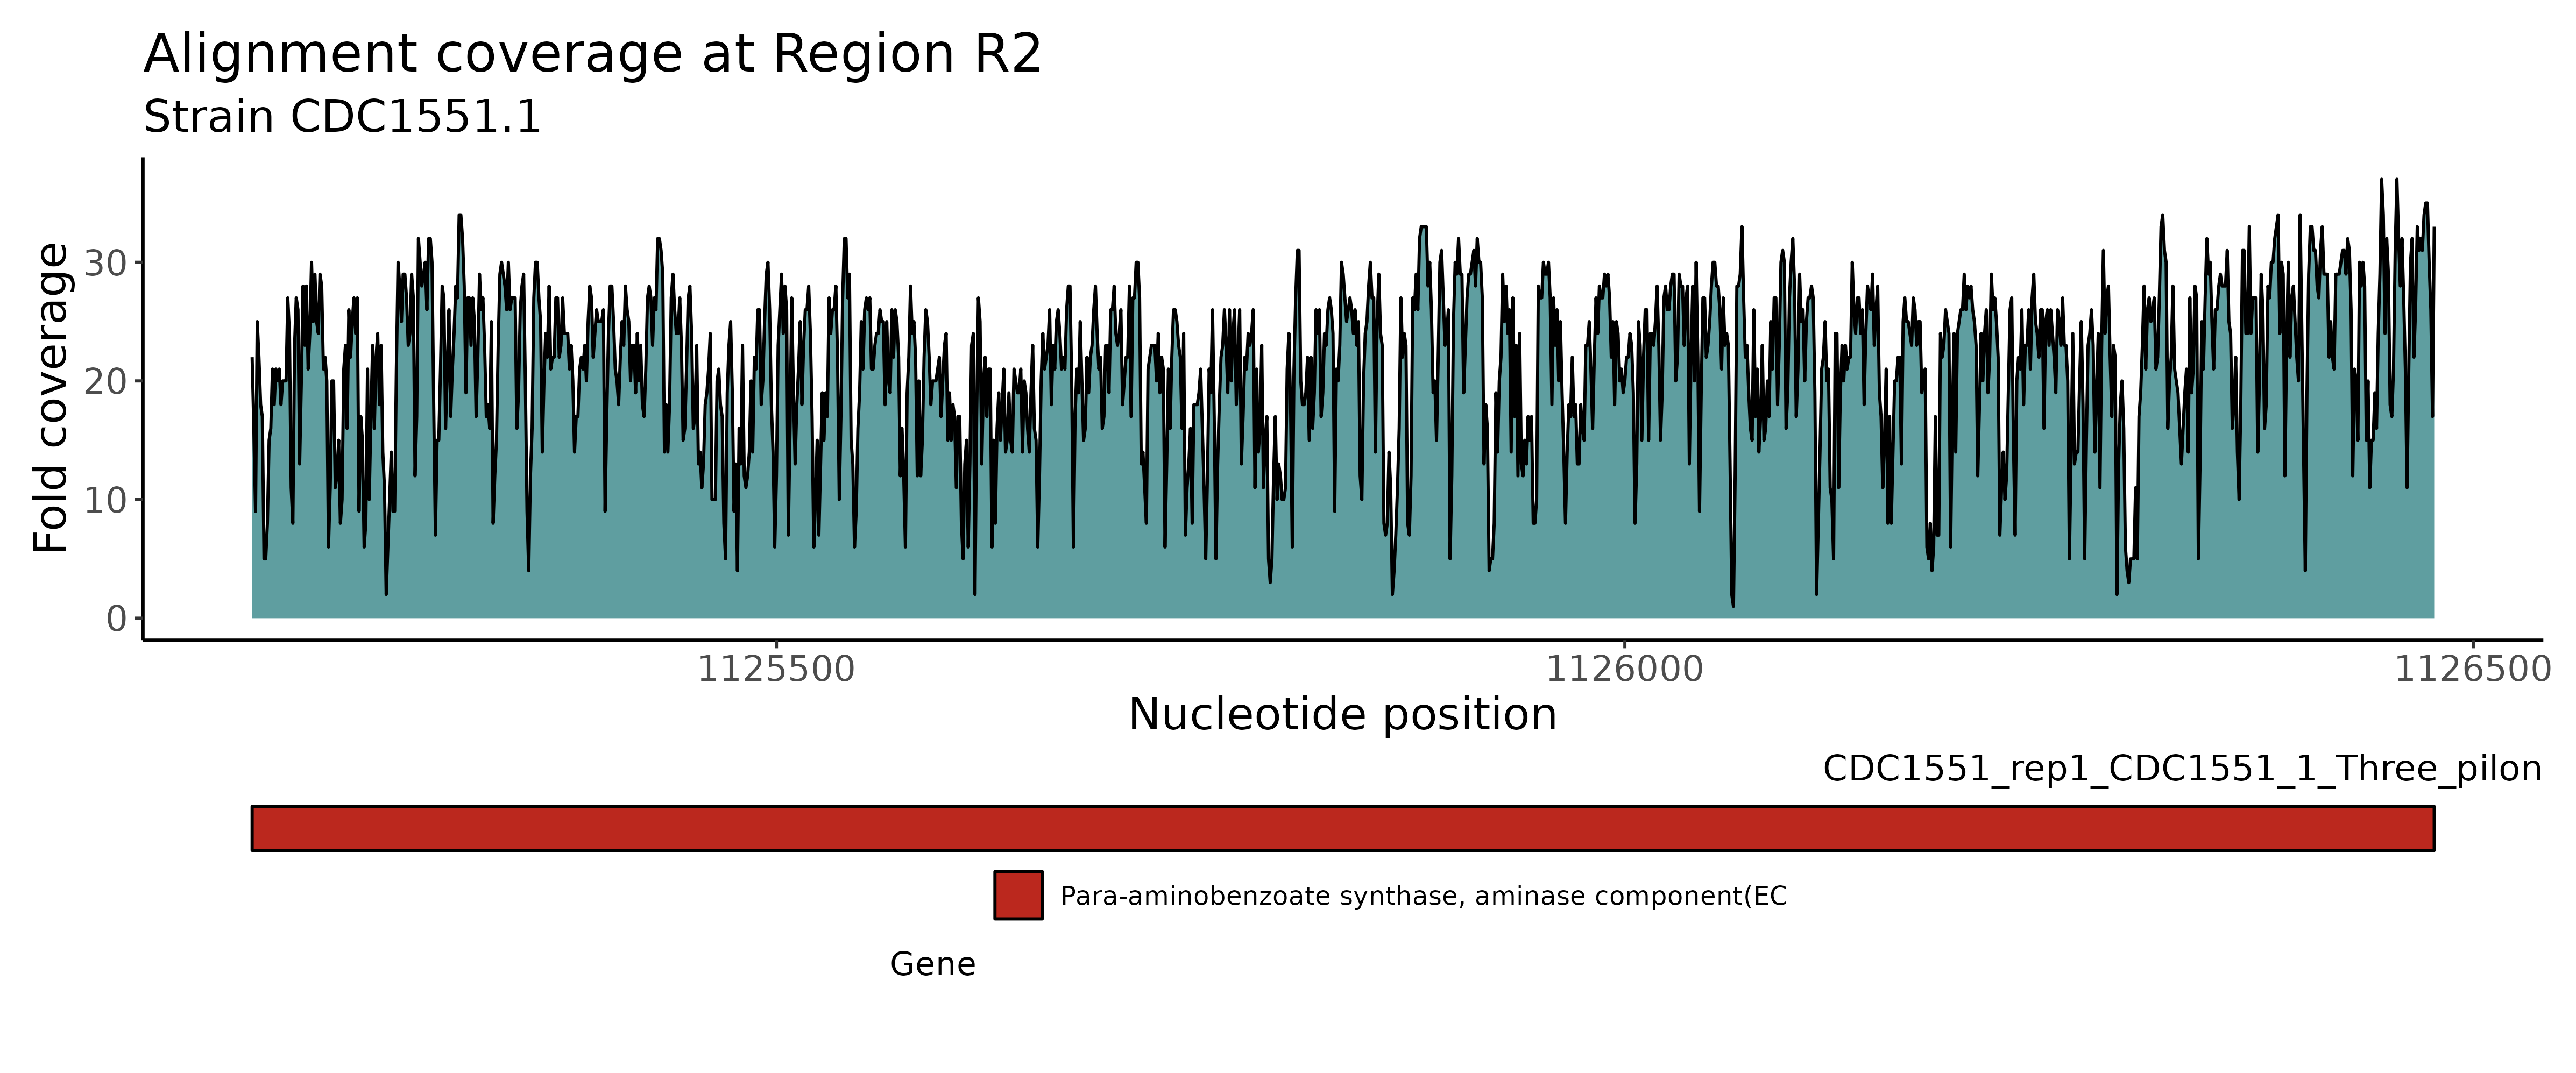 Alignment coverage at Region R2
Strain CDC1551.1
Fold coverage
30
20
10
0
1125500 1126000 1126500
Nucleotide position
CDC1551_rep1_CDC1551_1_Three_pilon
Para-aminobenzoate synthase, aminase component(EC
Gene